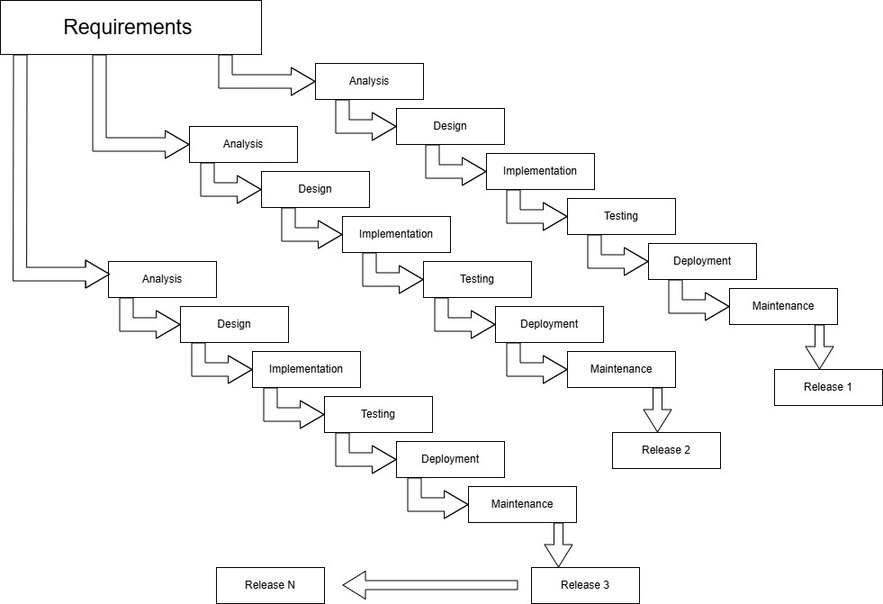 Requirements
Analysis
Design
Implementation
Testing
Deployment
Maintenance
Release 1
Analysis
Design
Implementation
Testing
Deployment
Maintenance
Release 2
Analysis
Design
Implementation
Testing
Deployment
Maintenance
Release 3
Release N